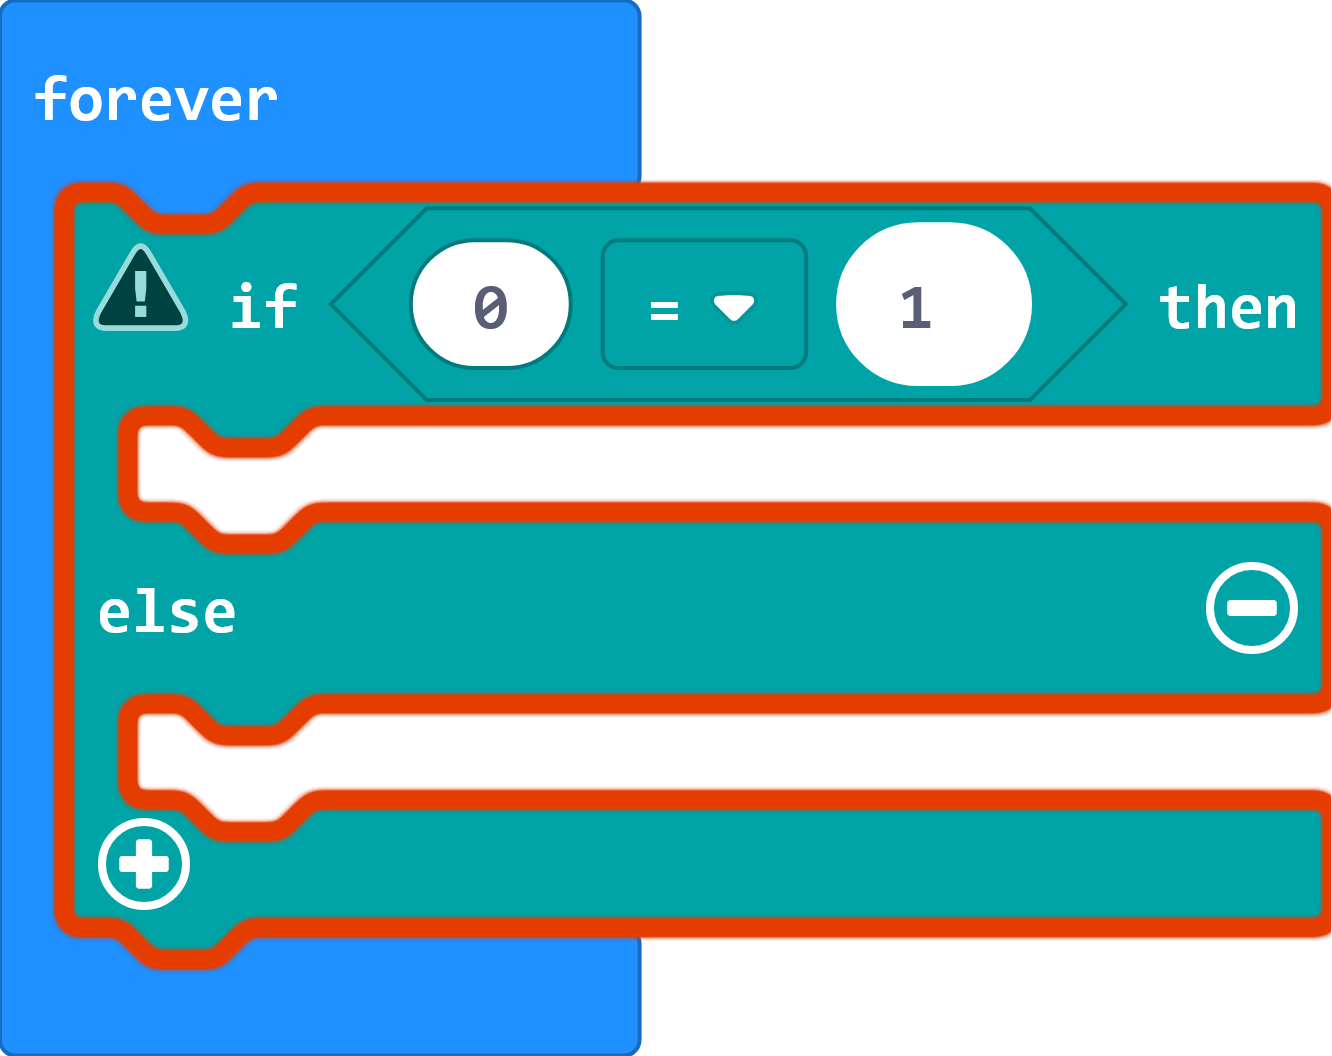 forever
if 0 = 1 then
else